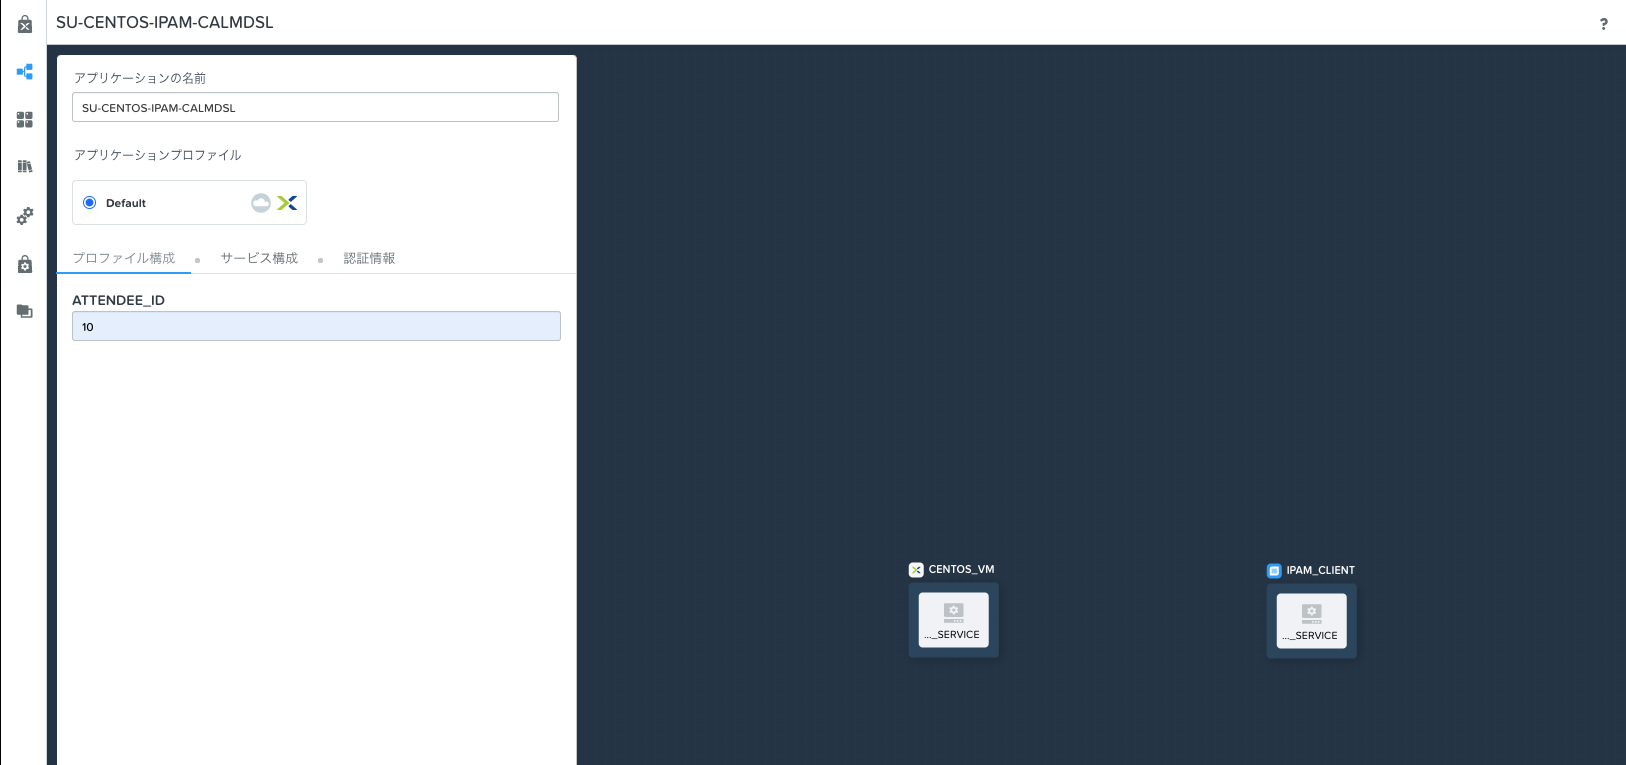 SU-CENTOS-IPAM-CALMDSL
?
アプリケーションの名前
SU-CENTOS-IPAM-CALMDSL
アプリケーションプロファイル
Default
プロファイル構成
サービス構成
認証情報
ATTENDEE_ID
10
CENTOS_VM
..._SERVICE
IPAM_CLIENT
..._SERVICE